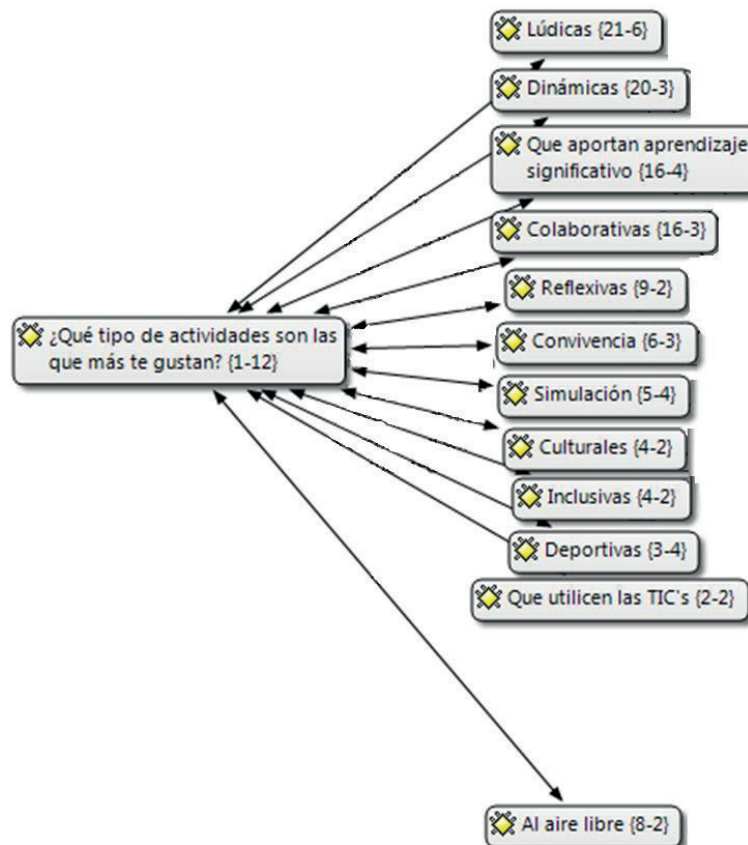 Lúdicas {21-6}
Dinámicas {20-3}
Que aportan aprendizaje
significativo {16-4}
Colaborativas {16-3}
Reflexivas {9-2}
¿Qué tipo de actividades son las
que más te gustan? {1-12}
Convivencia {6-3}
Simulación {5-4}
Culturales {4-2}
Inclusivas {4-2}
Deportivas {3-4}
Que utilicen las TIC's {2-2}
Al aire libre {8-2}